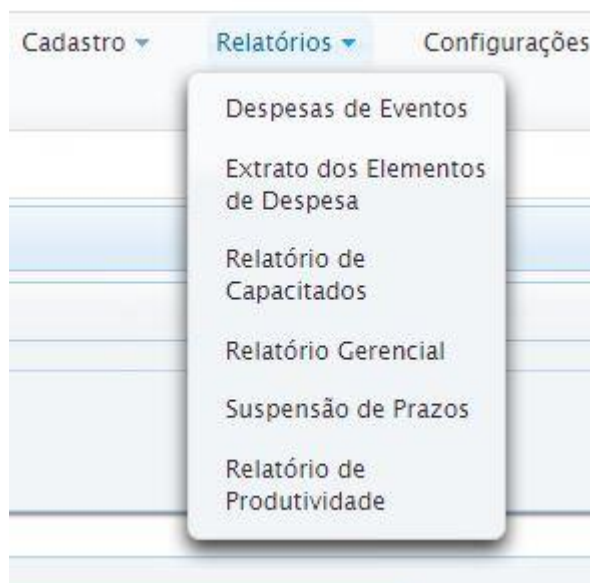 Cadastro Relatórios Configurações
Despesas de Eventos
Extrato dos Elementos
de Despesa
Relatório de
Capacitados
Relatório Gerencial
Suspensão de Prazos
Relatório de
Produtividade